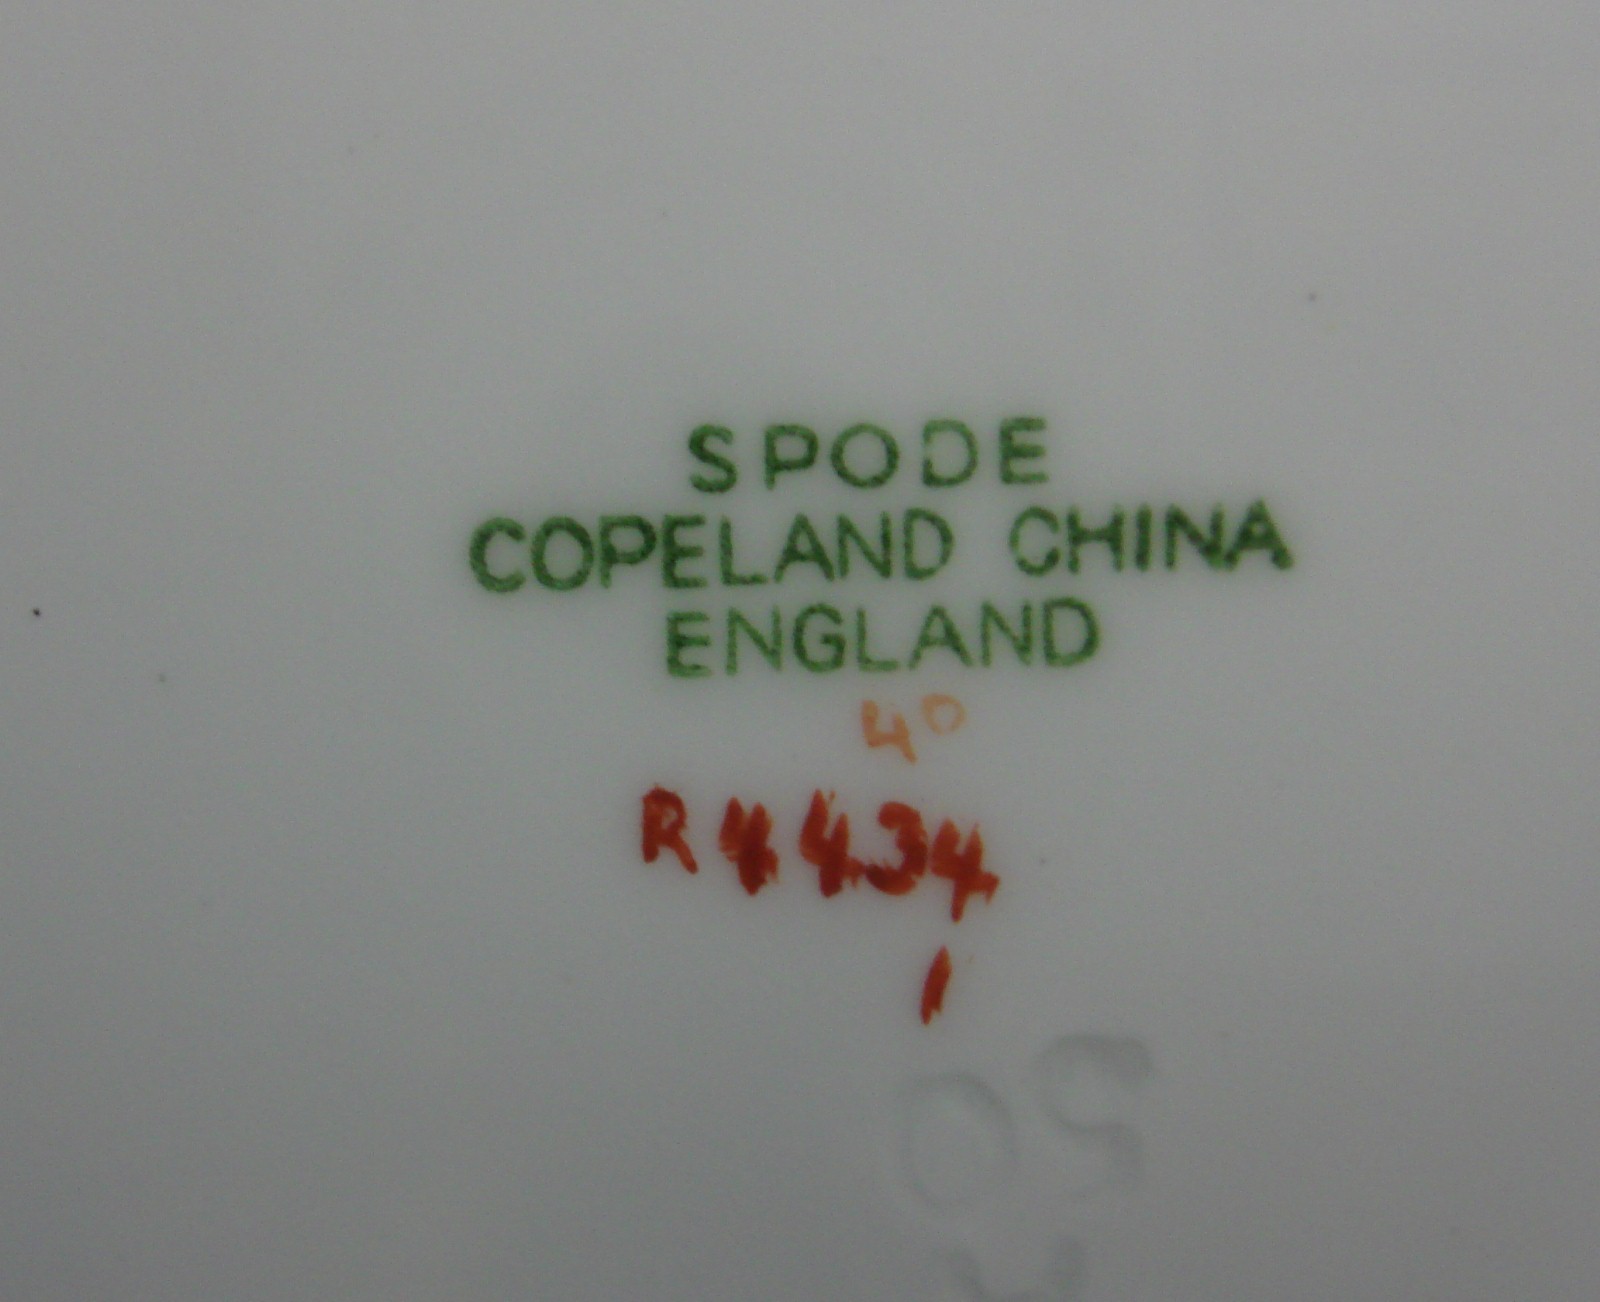 SPODE
COPELAND CHINA
ENGLAND
40
R4434
1